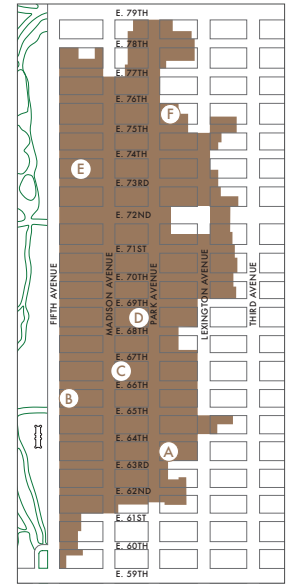 E. 79TH
E. 78TH
E. 77TH
E. 76TH
F
E. 75TH
E. 74TH
E
E. 73RD
E. 72ND
E. 71ST
FIFTH AVENUE
MADISON AVENUE
PARK AVENUE
LEXINGTON AVENUE
THIRD AVENUE
E. 70TH
E. 69TH
D
E. 68TH
E. 67TH
C
E. 66TH
B
E. 65TH
E. 64TH
A
E. 63RD
E. 62ND
E. 61ST
E. 60TH
E. 59TH